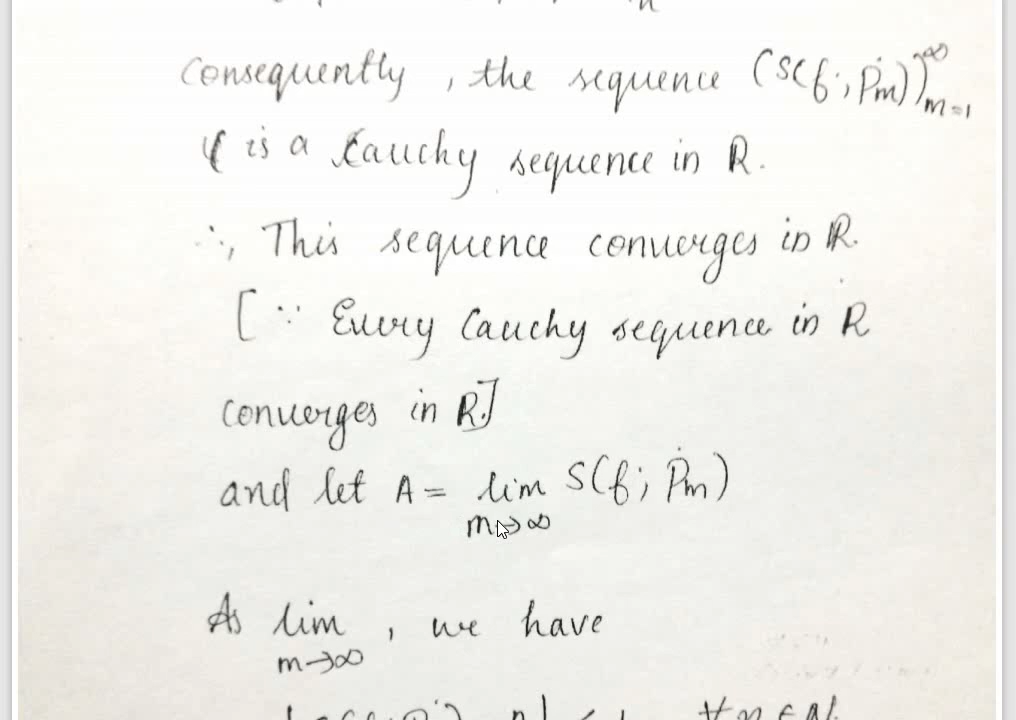 Consequently, the sequence (S(f; Ṗm))∞m=1
is a Cauchy sequence in R.
∴, This sequence converges in R.
[∵ Every Cauchy sequence in R
converges in R.]
and let A = lim S(f; Ṗm)
m→∞
As lim , we have
m→∞
∀ n ∈ N